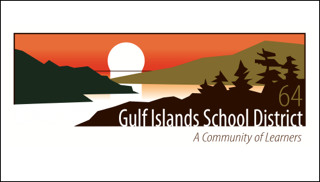 64
Gulf Islands School District
A Community of Learners